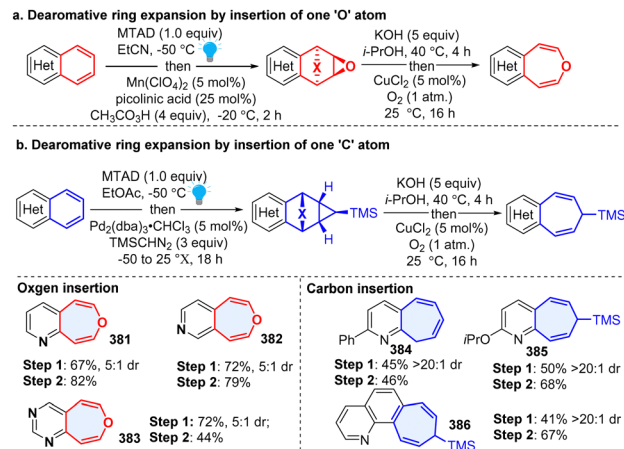 a. Dearomative ring expansion by insertion of one 'O' atom
MTAD (1.0 equiv)
EtCN, -50 °C
then
Mn(ClO4)2 (5 mol%)
picolinic acid (25 mol%)
CH3CO3H (4 equiv), -20 °C, 2 h
Het
Het
X
O
KOH (5 equiv)
i-PrOH, 40 °C, 4 h
then
CuCl2 (5 mol%)
O2 (1 atm.)
25 °C, 16 h
Het
O
b. Dearomative ring expansion by insertion of one 'C' atom
MTAD (1.0 equiv)
EtOAc, -50 °C
then
Pd2(dba)3•CHCl3 (5 mol%)
TMSCHN2 (3 equiv)
-50 to 25 °X, 18 h
Het
Het
X
H
TMS
H
KOH (5 equiv)
i-PrOH, 40 °C, 4 h
then
CuCl2 (5 mol%)
O2 (1 atm.)
25 °C, 16 h
Het
TMS
Oxgen insertion
N
O
381
Step 1: 67%, 5:1 dr
Step 2: 82%
N
O
382
Step 1: 72%, 5:1 dr
Step 2: 79%
N
N
O
383
Step 1: 72%, 5:1 dr;
Step 2: 44%
Carbon insertion
Ph
N
384
Step 1: 45% >20:1 dr
Step 2: 46%
iPrO
N
TMS
385
Step 1: 50% >20:1 dr
Step 2: 68%
N
TMS
386
Step 1: 41% >20:1 dr
Step 2: 67%